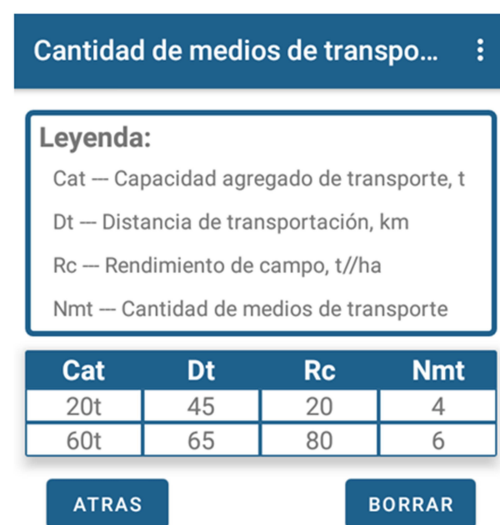 Cantidad de medios de transpo...
Leyenda:
Cat --- Capacidad agregado de transporte, t
Dt --- Distancia de transportación, km
Rc --- Rendimiento de campo, t//ha
Nmt --- Cantidad de medios de transporte
Cat Dt Rc Nmt
20t 45 20 4
60t 65 80 6
ATRAS BORRAR